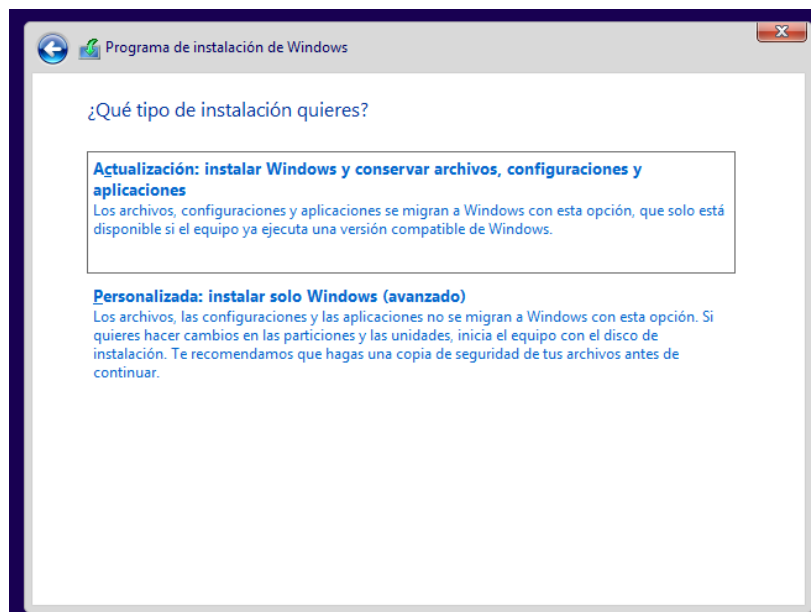 Programa de instalación de Windows
¿Qué tipo de instalación quieres?
Actualización: instalar Windows y conservar archivos, configuraciones y
aplicaciones
Los archivos, configuraciones y aplicaciones se migran a Windows con esta opción, que solo está
disponible si el equipo ya ejecuta una versión compatible de Windows.
Personalizada: instalar solo Windows (avanzado)
Los archivos, las configuraciones y las aplicaciones no se migran a Windows con esta opción. Si
quieres hacer cambios en las particiones y las unidades, inicia el equipo con el disco de
instalación. Te recomendamos que hagas una copia de seguridad de tus archivos antes de
continuar.